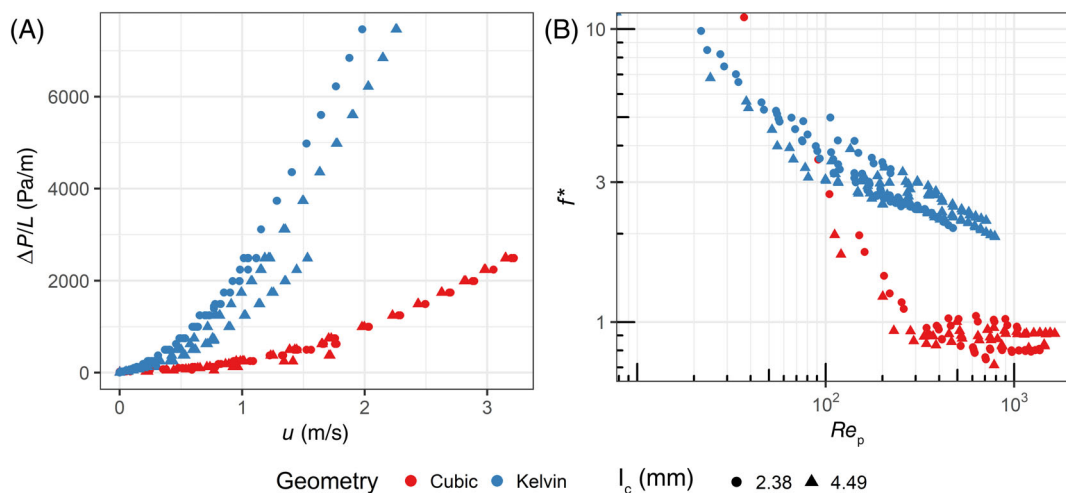 (A)
ΔP/L (Pa/m)
6000
4000
2000
0
0 1 2 3
u (m/s)
(B)
f*
10
3
1
10² 10³
Reₚ
Geometry Cubic Kelvin
l_c (mm) 2.38 4.49